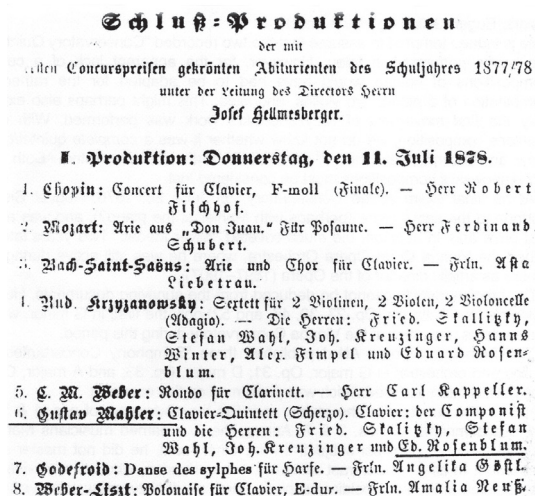 Schluß-Produktionen
der mit
ersten Concurspreisen gekrönten Abiturienten des Schuljahres 1877/78
unter der Leitung des Directors Herrn
Josef Hellmesberger.
I. Produktion: Donnerstag, den 11. Juli 1878.
1. Chopin: Concert für Clavier, F-moll (Finale). — Herr Robert
Fischhof.
2. Mozart: Arie aus „Don Juan." Für Posaune. — Herr Ferdinand
Schubert.
3. Bach-Saint-Saëns: Arie und Chor für Clavier. — Frln. Asta
Liebetrau.
4. Rud. Krzyzanowsky: Sextett für 2 Violinen, 2 Violen, 2 Violoncelle
(Adagio). — Die Herren: Fried. Skallitzky,
Stefan Wahl, Joh. Kreuzinger, Hanns
Winter, Alex. Fimpel und Eduard Rosen-
blum.
5. C. M. Weber: Rondo für Clarinett. — Herr Carl Kappeller.
6. Gustav Mahler: Clavier-Quintett (Scherzo). Clavier: der Componist
und die Herren: Fried. Skalitzky, Stefan
Wahl, Joh. Kreuzinger und Ed. Rosenblum.
7. Godefroid: Danse des sylphes für Harfe. — Frln. Angelika Göstl.
8. Weber-Liszt: Polonaise für Clavier, E-dur. — Frln. Amalia Neuß.